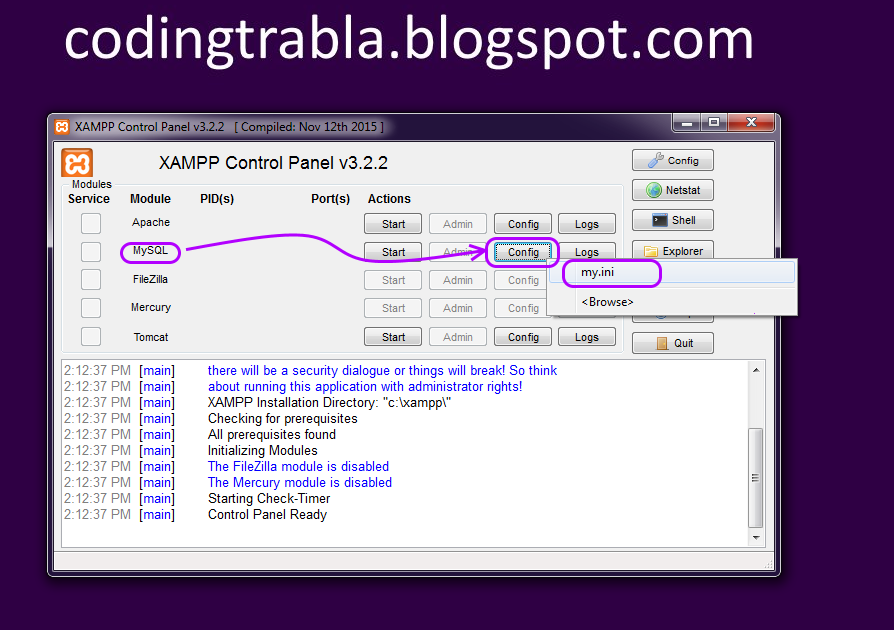 codingtrabla.blogspot.com
XAMPP Control Panel v3.2.2 [ Compiled: Nov 12th 2015 ]
XAMPP Control Panel v3.2.2
Config
Modules
Service Module PID(s) Port(s) Actions
Netstat
Apache Start Admin Config Logs
Shell
MySQL Start Admin Config Logs
Explorer
my.ini
FileZilla Start Admin Config
<Browse>
Mercury Start Admin Config
Tomcat Start Admin Config Logs
Quit
2:12:37 PM [main] there will be a security dialogue or things will break! So think
2:12:37 PM [main] about running this application with administrator rights!
2:12:37 PM [main] XAMPP Installation Directory: "c:\xampp\"
2:12:37 PM [main] Checking for prerequisites
2:12:37 PM [main] All prerequisites found
2:12:37 PM [main] Initializing Modules
2:12:37 PM [main] The FileZilla module is disabled
2:12:37 PM [main] The Mercury module is disabled
2:12:37 PM [main] Starting Check-Timer
2:12:37 PM [main] Control Panel Ready